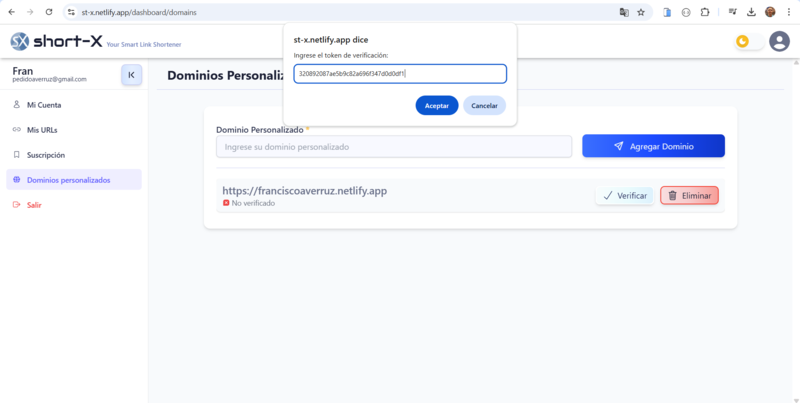 st-x.netlify.app/dashboard/domains
short-X Your Smart Link Shortener
st-x.netlify.app dice
Ingrese el token de verificación:
320892087ae5b9c82a696f347d0d0df1
Aceptar
Cancelar
Fran
pedidoaverruz@gmail.com
Mi Cuenta
Mis URLs
Suscripción
Dominios personalizados
Salir
Dominios Personaliza
Dominio Personalizado *
Ingrese su dominio personalizado
Agregar Dominio
https://franciscoaverruz.netlify.app
No verificado
Verificar
Eliminar